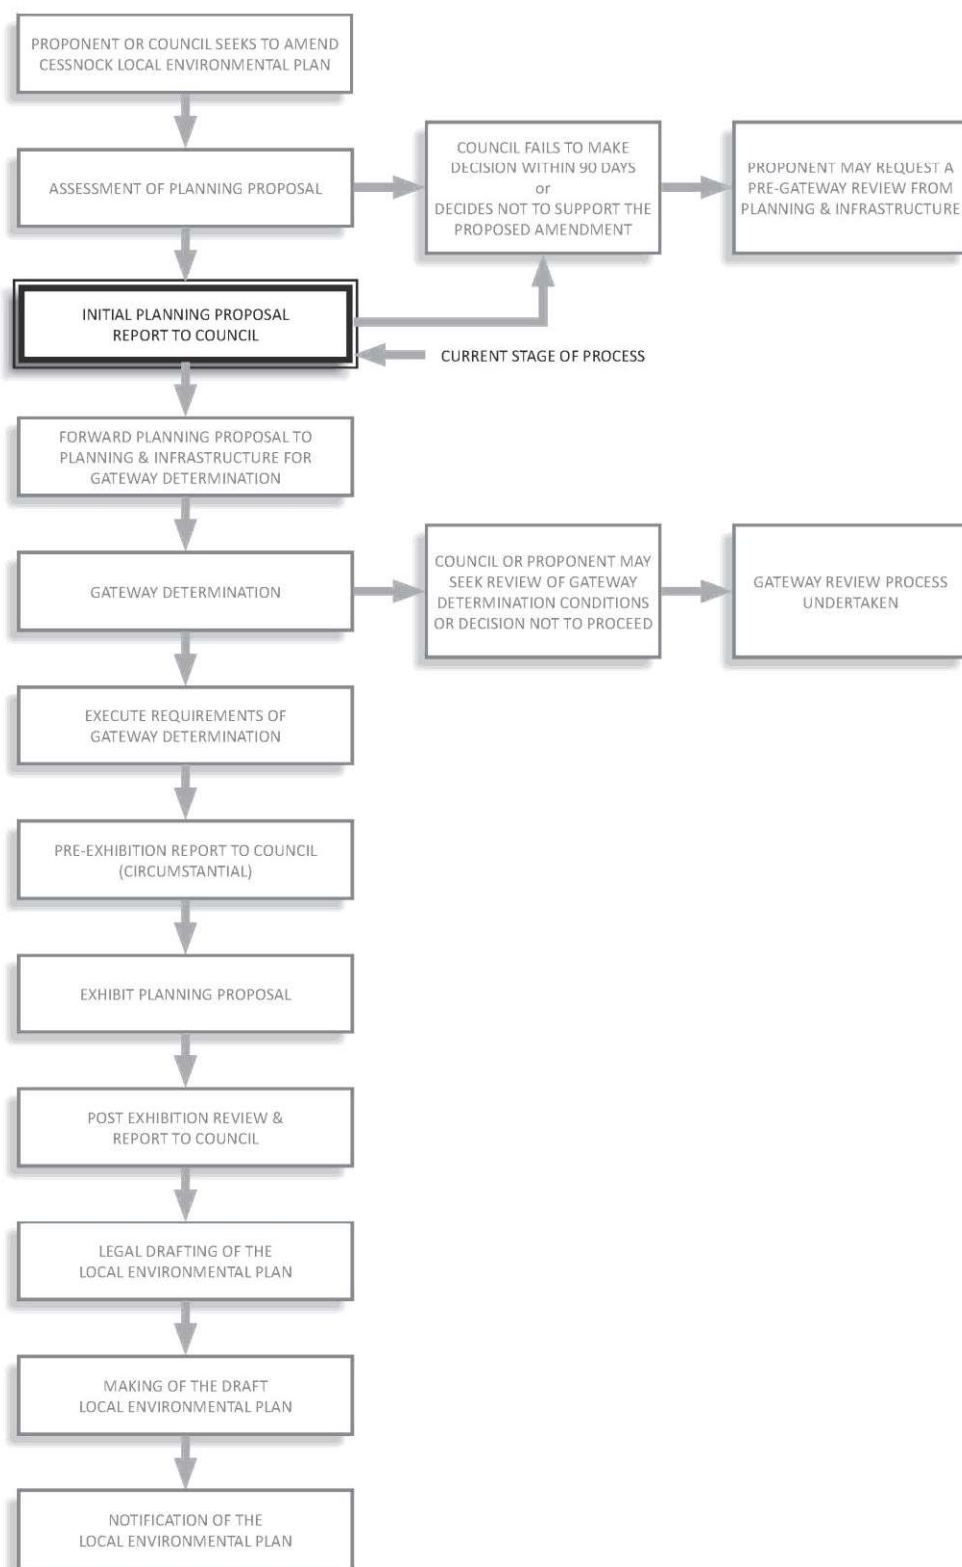 PROPONENT OR COUNCIL SEEKS TO AMEND
CESSNOCK LOCAL ENVIRONMENTAL PLAN
ASSESSMENT OF PLANNING PROPOSAL
COUNCIL FAILS TO MAKE
DECISION WITHIN 90 DAYS
or
DECIDES NOT TO SUPPORT THE
PROPOSED AMENDMENT
PROPONENT MAY REQUEST A
PRE-GATEWAY REVIEW FROM
PLANNING & INFRASTRUCTURE
INITIAL PLANNING PROPOSAL
REPORT TO COUNCIL
CURRENT STAGE OF PROCESS
FORWARD PLANNING PROPOSAL TO
PLANNING & INFRASTRUCTURE FOR
GATEWAY DETERMINATION
GATEWAY DETERMINATION
COUNCIL OR PROPONENT MAY
SEEK REVIEW OF GATEWAY
DETERMINATION CONDITIONS
OR DECISION NOT TO PROCEED
GATEWAY REVIEW PROCESS
UNDERTAKEN
EXECUTE REQUIREMENTS OF
GATEWAY DETERMINATION
PRE-EXHIBITION REPORT TO COUNCIL
(CIRCUMSTANTIAL)
EXHIBIT PLANNING PROPOSAL
POST EXHIBITION REVIEW &
REPORT TO COUNCIL
LEGAL DRAFTING OF THE
LOCAL ENVIRONMENTAL PLAN
MAKING OF THE DRAFT
LOCAL ENVIRONMENTAL PLAN
NOTIFICATION OF THE
LOCAL ENVIRONMENTAL PLAN